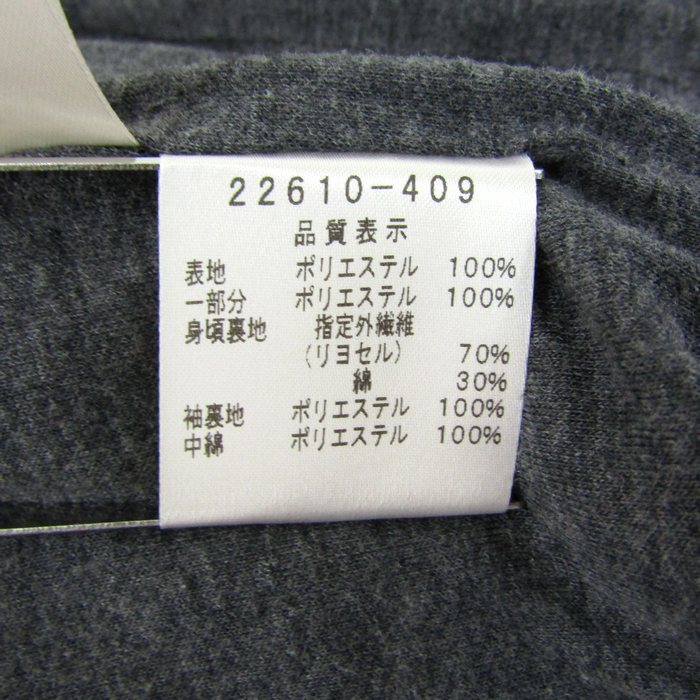 22610-409
品質表示
表地 ポリエステル 100%
一部分 ポリエステル 100%
身頃裏地 指定外繊維
(リヨセル) 70%
綿 30%
袖裏地 ポリエステル 100%
中綿 ポリエステル 100%